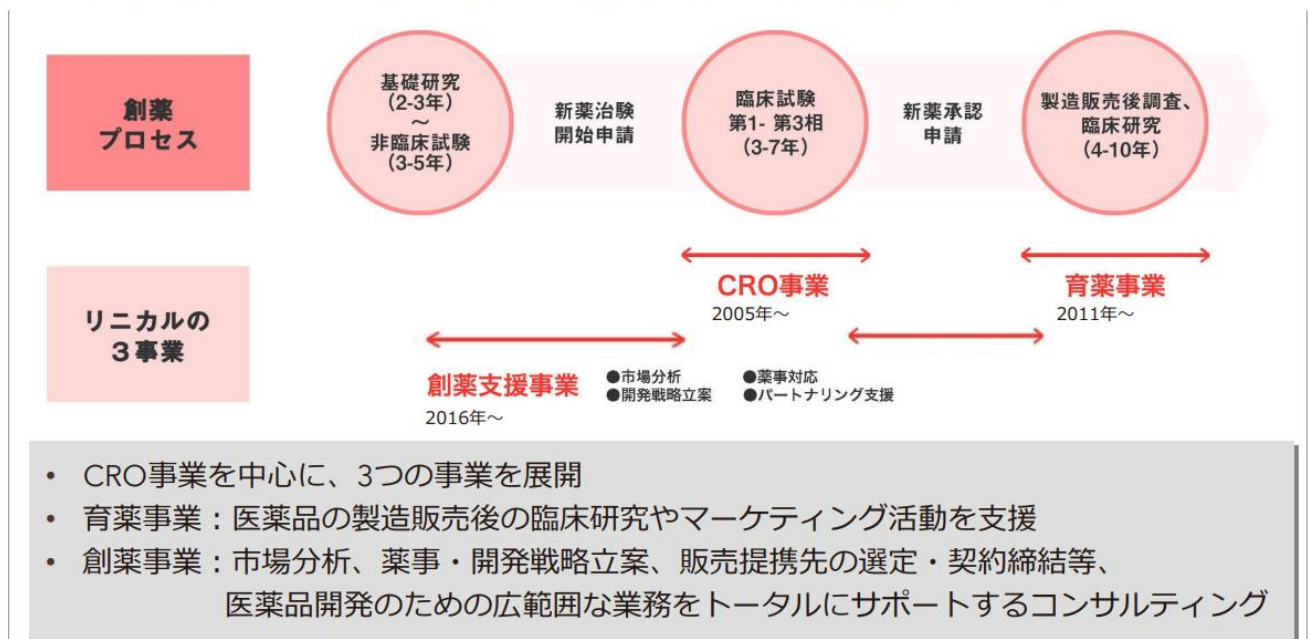 創薬
プロセス
基礎研究
(2-3年)
～
非臨床試験
(3-5年)
新薬治験
開始申請
臨床試験
第1- 第3相
(3-7年)
新薬承認
申請
製造販売後調査、
臨床研究
(4-10年)
リニカルの
３事業
CRO事業
2005年～
育薬事業
2011年～
創薬支援事業
2016年～
●市場分析
●開発戦略立案
●薬事対応
●パートナリング支援
• CRO事業を中心に、3つの事業を展開
• 育薬事業：医薬品の製造販売後の臨床研究やマーケティング活動を支援
• 創薬事業：市場分析、薬事・開発戦略立案、販売提携先の選定・契約締結等、
医薬品開発のための広範囲な業務をトータルにサポートするコンサルティング